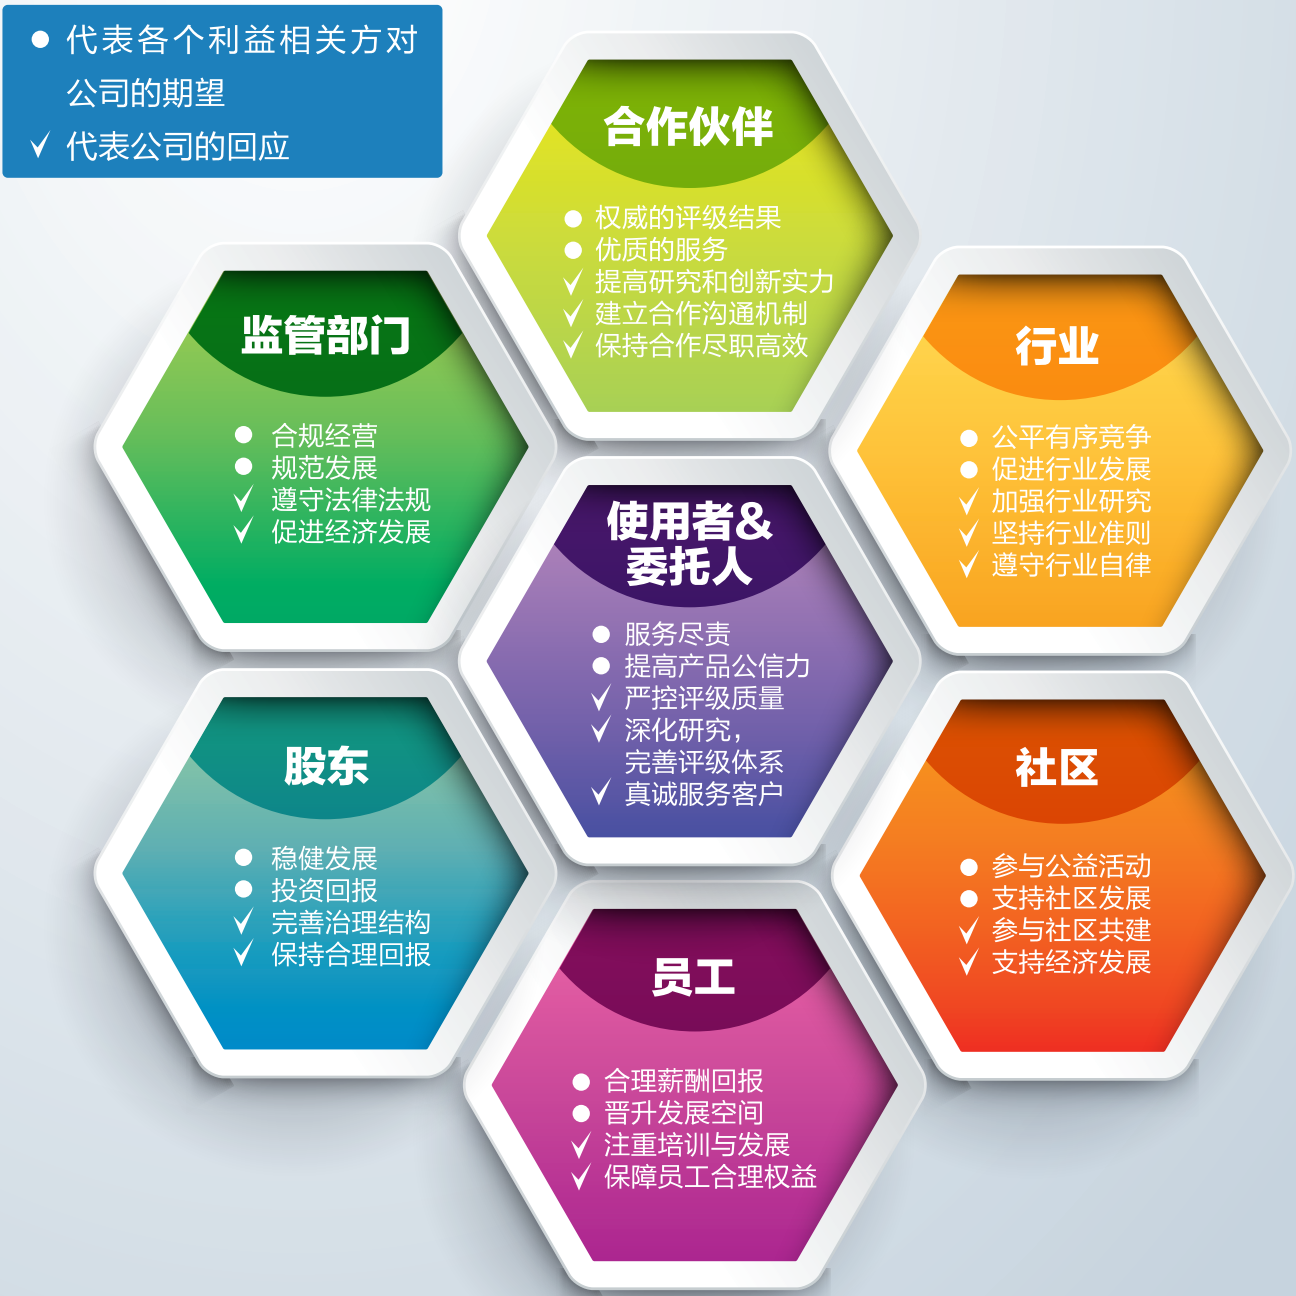 ● 代表各个利益相关方对
公司的期望
✓ 代表公司的回应
合作伙伴
● 权威的评级结果
● 优质的服务
✓ 提高研究和创新实力
✓ 建立合作沟通机制
✓ 保持合作尽职高效
监管部门
● 合规经营
● 规范发展
✓ 遵守法律法规
✓ 促进经济发展
行业
● 公平有序竞争
● 促进行业发展
✓ 加强行业研究
✓ 坚持行业准则
✓ 遵守行业自律
使用者&
委托人
● 服务尽责
● 提高产品公信力
✓ 严控评级质量
✓ 深化研究，
完善评级体系
✓ 真诚服务客户
股东
● 稳健发展
● 投资回报
✓ 完善治理结构
✓ 保持合理回报
社区
● 参与公益活动
● 支持社区发展
✓ 参与社区共建
✓ 支持经济发展
员工
● 合理薪酬回报
● 晋升发展空间
✓ 注重培训与发展
✓ 保障员工合理权益